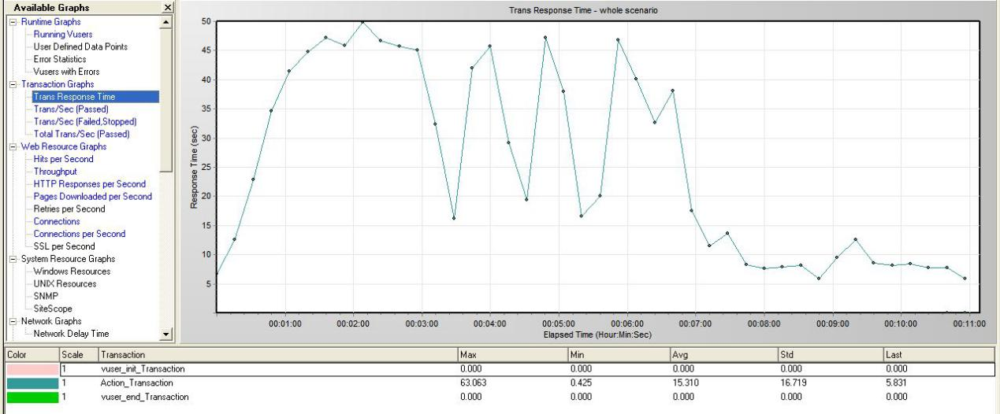 Available Graphs
Runtime Graphs
Running Vusers
User Defined Data Points
Error Statistics
Vusers with Errors
Transaction Graphs
Trans Response Time
Trans/Sec (Passed)
Trans/Sec (Failed,Stopped)
Total Trans/Sec (Passed)
Web Resource Graphs
Hits per Second
Throughput
HTTP Responses per Second
Pages Downloaded per Second
Retries per Second
Connections
Connections per Second
SSL per Second
System Resource Graphs
Windows Resources
UNIX Resources
SNMP
SiteScope
Network Graphs
Network Delay Time
Trans Response Time - whole scenario
Response Time (sec)
50
45
40
35
30
25
20
15
10
5
00:01:00 00:02:00 00:03:00 00:04:00 00:05:00 00:06:00 00:07:00 00:08:00 00:09:00 00:10:00 00:11:00
Elapsed Time (Hour:Min:Sec)
Color Scale Transaction Max Min Avg Std Last
1 vuser_init_Transaction 0.000 0.000 0.000 0.000 0.000
1 Action_Transaction 63.063 0.425 15.310 16.719 5.831
1 vuser_end_Transaction 0.000 0.000 0.000 0.000 0.000